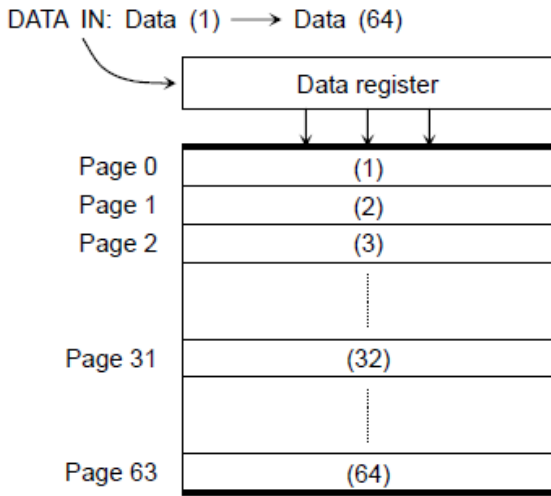 DATA IN: Data (1) → Data (64)
Data register
Page 0 (1)
Page 1 (2)
Page 2 (3)
Page 31 (32)
Page 63 (64)